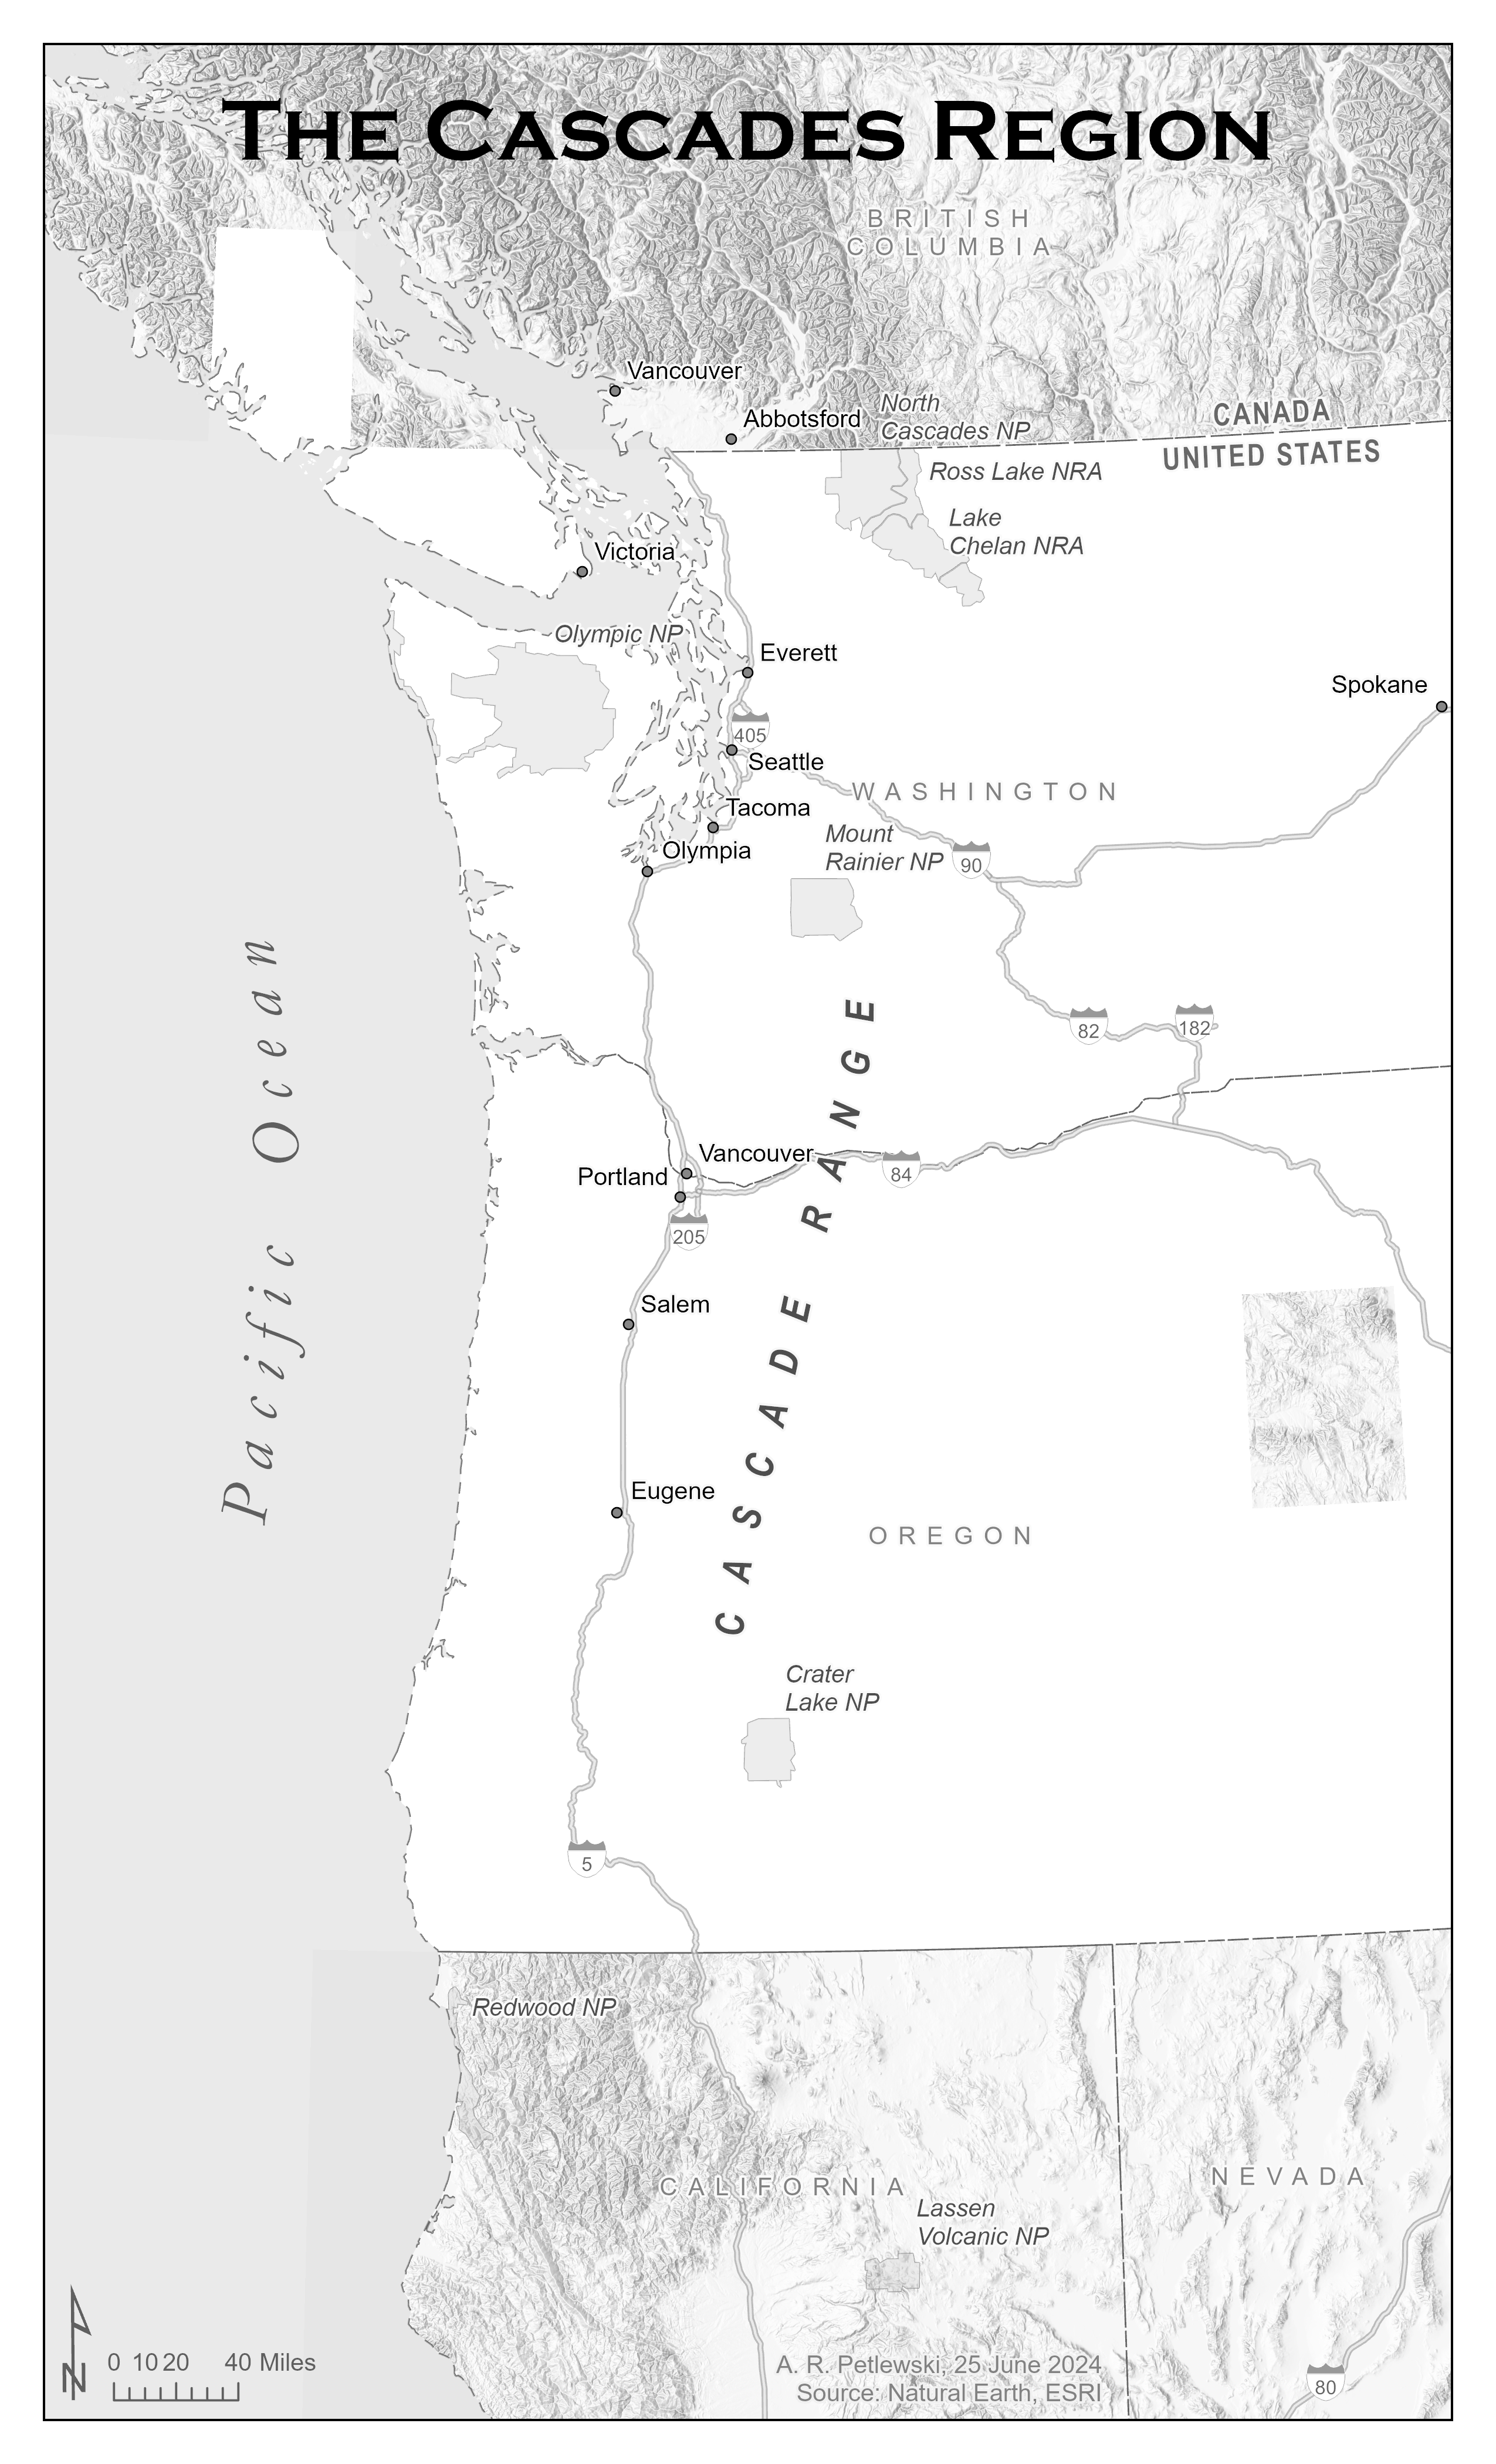 THE CASCADES REGION
BRITISH
COLUMBIA
Vancouver
Abbotsford
North
Cascades NP
CANADA
UNITED STATES
Ross Lake NRA
Lake
Chelan NRA
Victoria
Olympic NP
Everett
Spokane
405
Seattle
WASHINGTON
Tacoma
Mount
Rainier NP
Olympia
90
82
182
Pacific Ocean
CASCADE RANGE
Vancouver
Portland
84
205
Salem
Eugene
OREGON
Crater
Lake NP
5
Redwood NP
CALIFORNIA
NEVADA
Lassen
Volcanic NP
N
0 10 20 40 Miles
A. R. Petlewski, 25 June 2024
Source: Natural Earth, ESRI
80